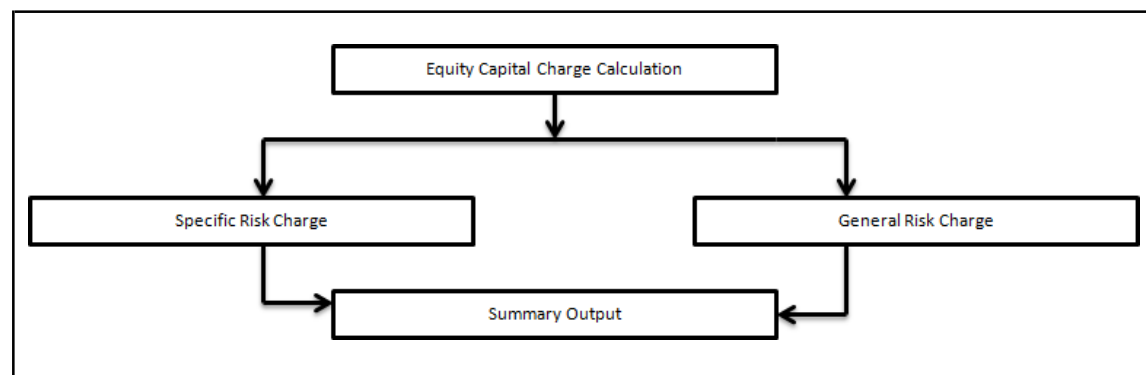 Equity Capital Charge Calculation
Specific Risk Charge
General Risk Charge
Summary Output